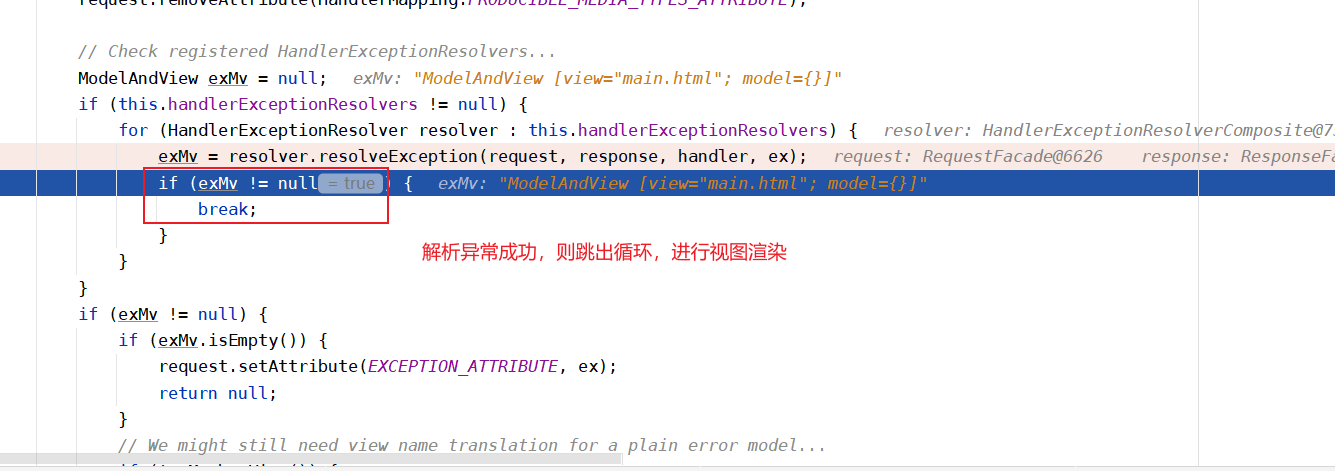 request.removeAttribute(HandlerMapping.PRODUCIBLE_MEDIA_TYPES_ATTRIBUTE);
// Check registered HandlerExceptionResolvers...
ModelAndView exMv = null;   exMv: "ModelAndView [view="main.html"; model={}]"
if (this.handlerExceptionResolvers != null) {
for (HandlerExceptionResolver resolver : this.handlerExceptionResolvers) {   resolver: HandlerExceptionResolverComposite@7
exMv = resolver.resolveException(request, response, handler, ex);   request: RequestFacade@6626   response: ResponseFa
if (exMv != null = true ) {   exMv: "ModelAndView [view="main.html"; model={}]"
break;
}
解析异常成功，则跳出循环，进行视图渲染
}
}
if (exMv != null) {
if (exMv.isEmpty()) {
request.setAttribute(EXCEPTION_ATTRIBUTE, ex);
return null;
}
// We might still need view name translation for a plain error model...